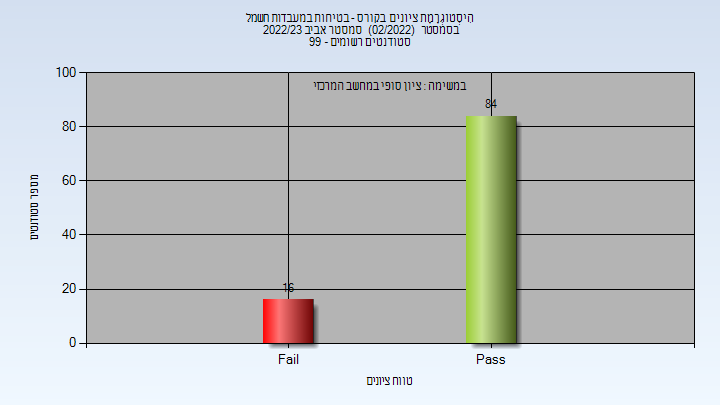 היסטוגרמת ציונים בקורס - בטיחות במעבדות חשמל
בסמסטר (02/2022) סמסטר אביב 2022/23
סטודנטים רשומים - 99
במשימה : ציון סופי במחשב המרכזי
100
80
60
40
20
0
מספר סטודנטים
16
84
Fail
Pass
טווח ציונים